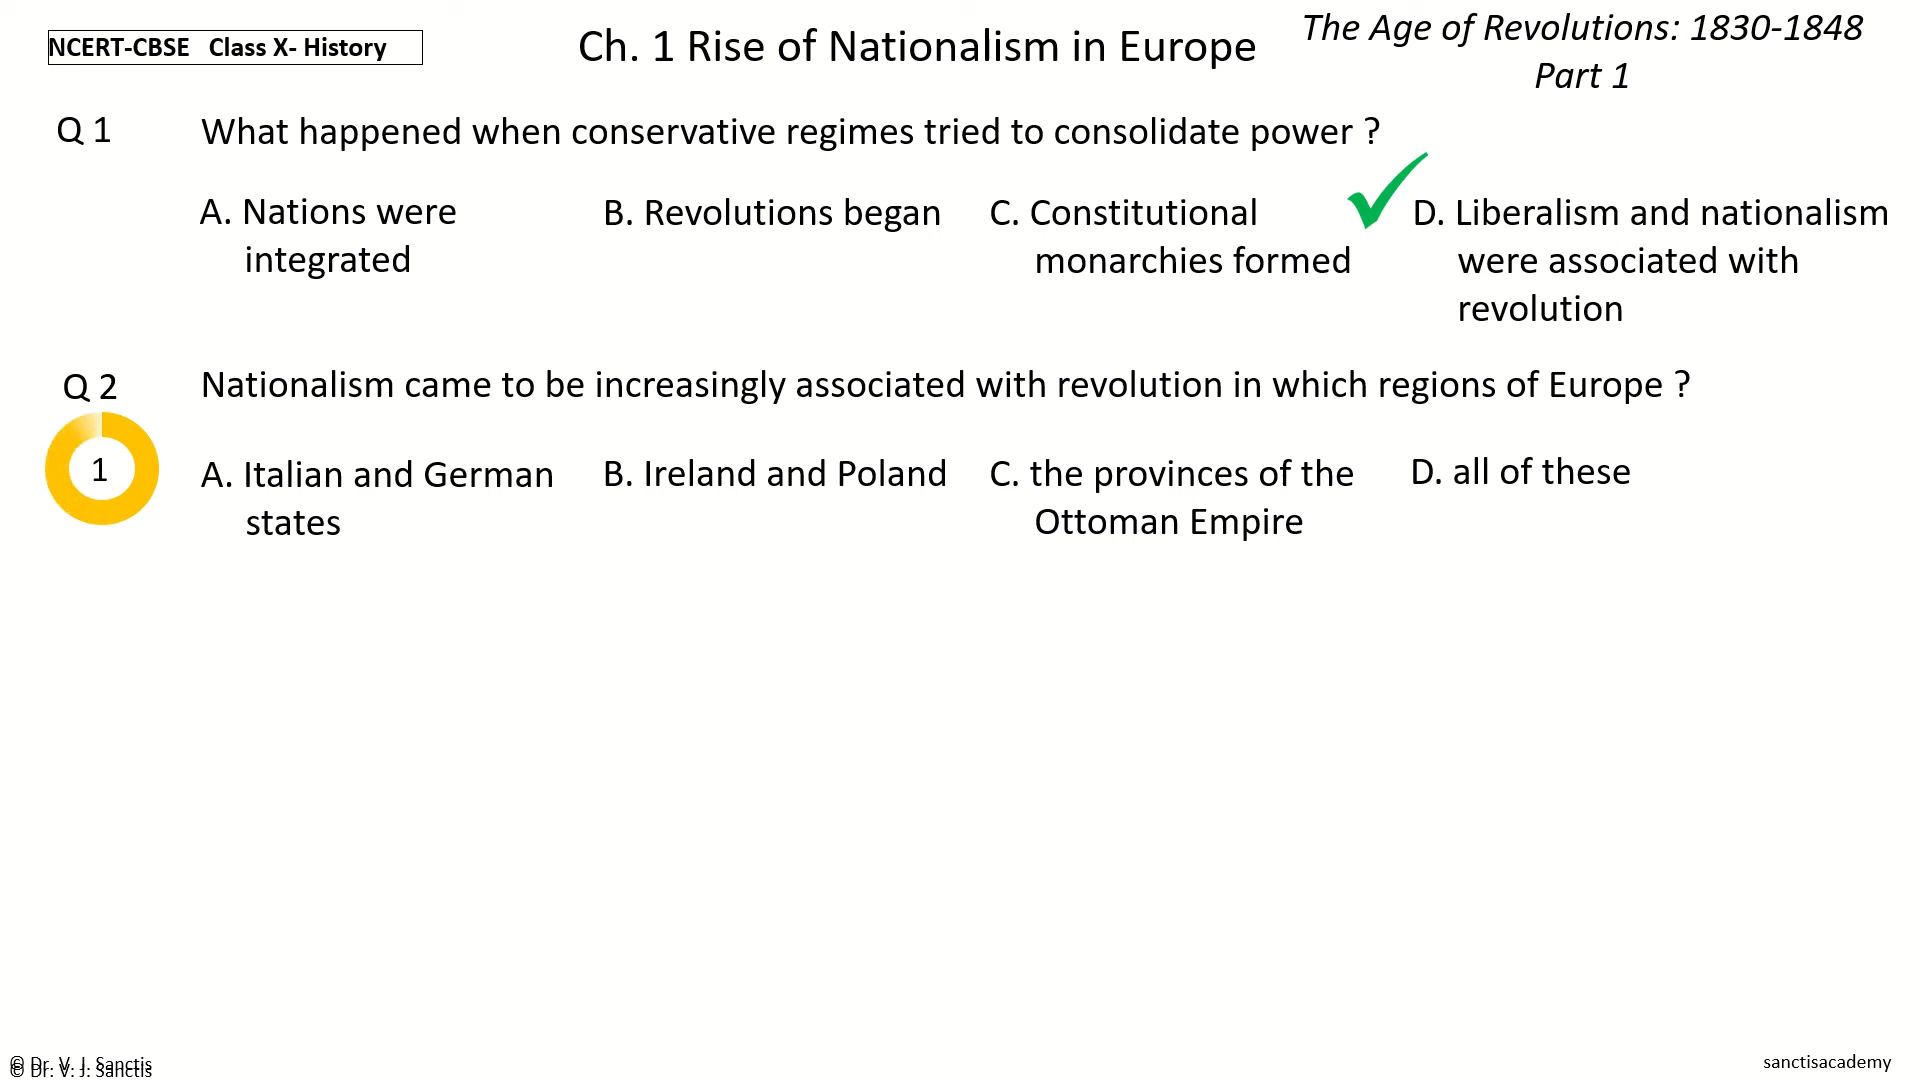 NCERT-CBSE Class X- History
Ch. 1 Rise of Nationalism in Europe
The Age of Revolutions: 1830-1848
Part 1
Q 1
What happened when conservative regimes tried to consolidate power ?
A. Nations were
integrated
B. Revolutions began
C. Constitutional
monarchies formed
D. Liberalism and nationalism
were associated with
revolution
Q 2
Nationalism came to be increasingly associated with revolution in which regions of Europe ?
1
A. Italian and German
states
B. Ireland and Poland
C. the provinces of the
Ottoman Empire
D. all of these
© Dr. V. J. Sanctis
© Dr. V. J. Sanctis
sanctisacademy